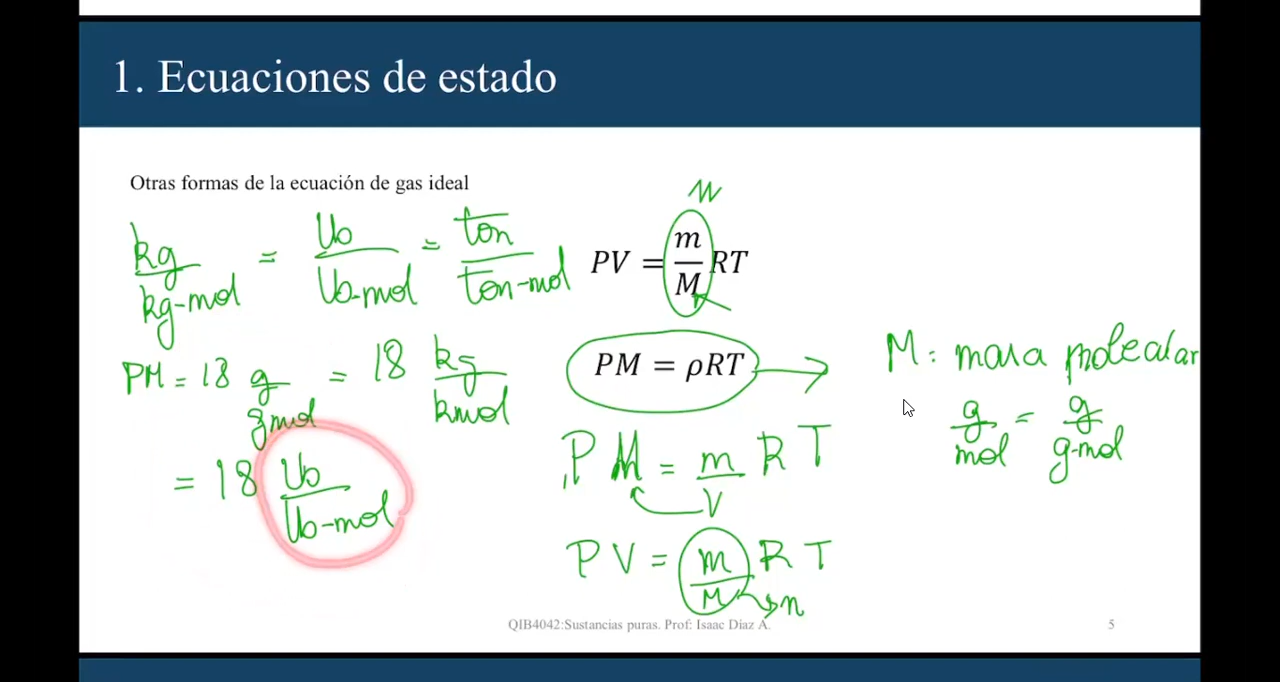 1. Ecuaciones de estado
Otras formas de la ecuación de gas ideal
kg/kg-mol = lb/lb-mol = ton/ton-mol
n
PV = m/M RT
PM = 18 g/gmol = 18 kg/kmol
= 18 lb/lb-mol
PM = ρRT
M: masa molecular
g/mol = g/g-mol
PM = m/V RT
PV = m/M RT
n
QIB4042:Sustancias puras. Prof: Isaac Díaz A.
5